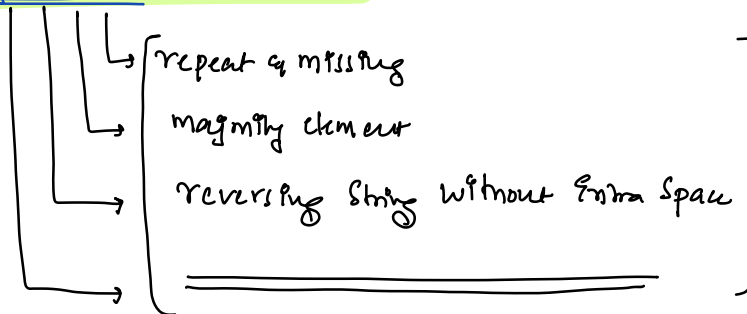 repeat & missing
majority element
reversing String without Extra Space